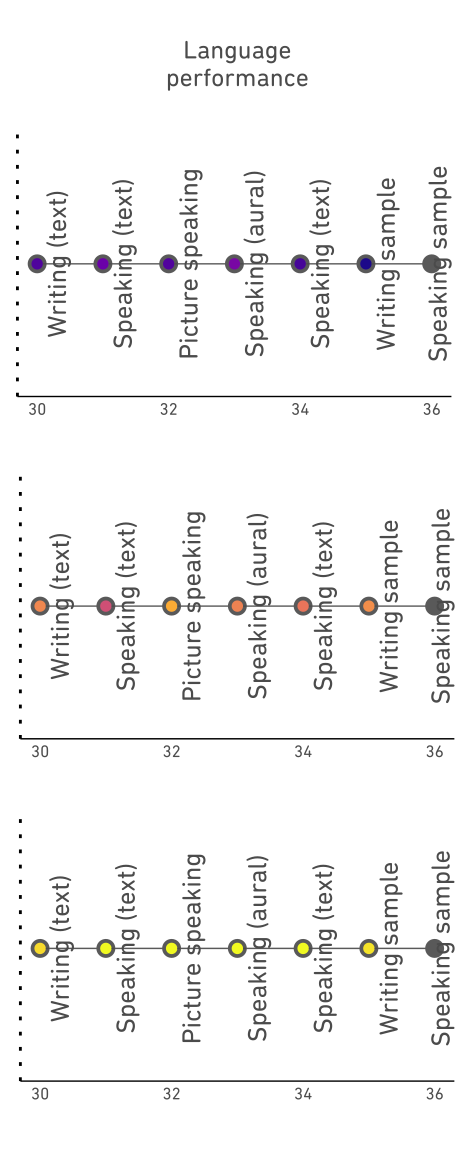 Language
performance
Writing (text)
Speaking (text)
Picture speaking
Speaking (aural)
Speaking (text)
Writing sample
Speaking sample
30 32 34 36
Writing (text)
Speaking (text)
Picture speaking
Speaking (aural)
Speaking (text)
Writing sample
Speaking sample
30 32 34 36
Writing (text)
Speaking (text)
Picture speaking
Speaking (aural)
Speaking (text)
Writing sample
Speaking sample
30 32 34 36